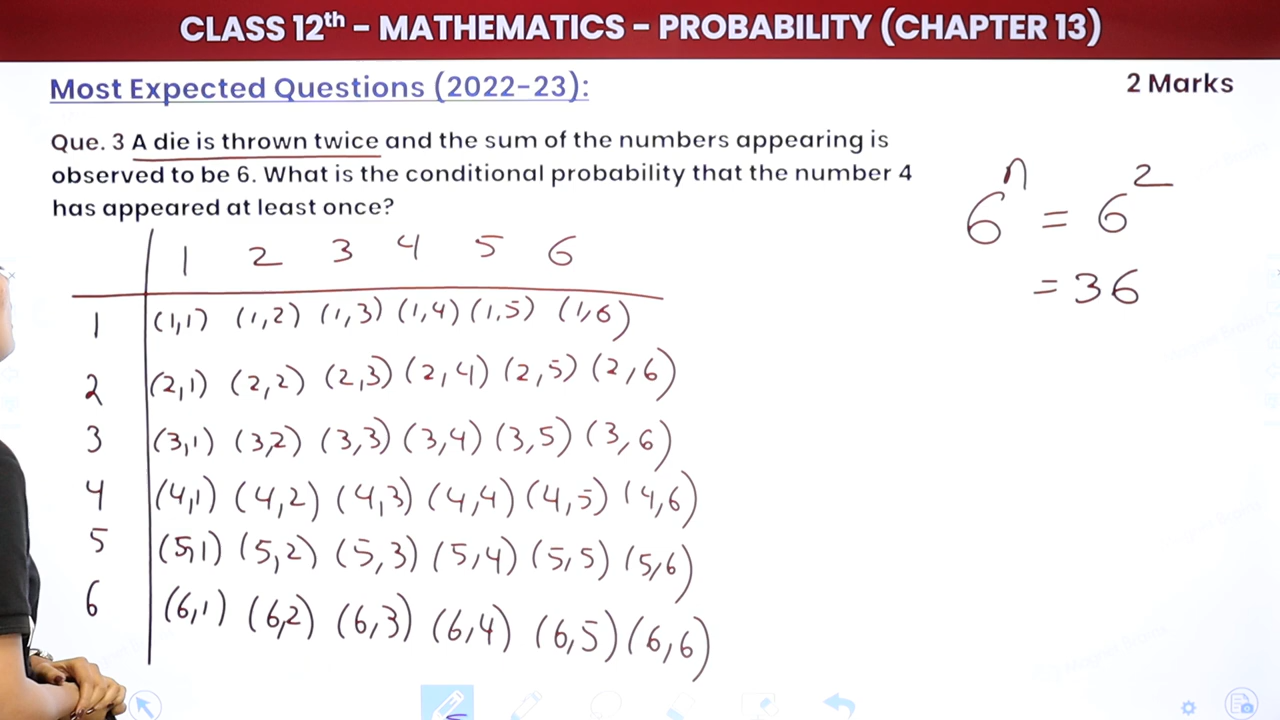 CLASS 12th – MATHEMATICS – PROBABILITY (CHAPTER 13)
Most Expected Questions (2022-23):
2 Marks
Que. 3 A die is thrown twice and the sum of the numbers appearing is
observed to be 6. What is the conditional probability that the number 4
has appeared at least once?
6^n = 6^2
= 36
1 2 3 4 5 6
1 (1,1) (1,2) (1,3) (1,4) (1,5) (1,6)
2 (2,1) (2,2) (2,3) (2,4) (2,5) (2,6)
3 (3,1) (3,2) (3,3) (3,4) (3,5) (3,6)
4 (4,1) (4,2) (4,3) (4,4) (4,5) (4,6)
5 (5,1) (5,2) (5,3) (5,4) (5,5) (5,6)
6 (6,1) (6,2) (6,3) (6,4) (6,5) (6,6)